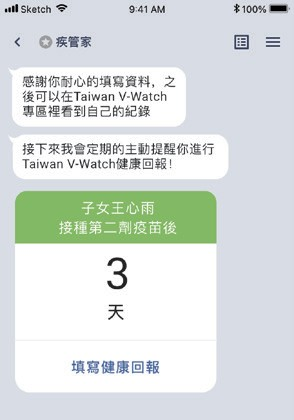 Sketch 9:41 AM 100%
疾管家
感謝你耐心的填寫資料，之
後可以在Taiwan V-Watch
專區裡看到自己的紀錄
接下來我會定期的主動提醒你進行
Taiwan V-Watch健康回報！
子女王心雨
接種第二劑疫苗後
3
天
填寫健康回報